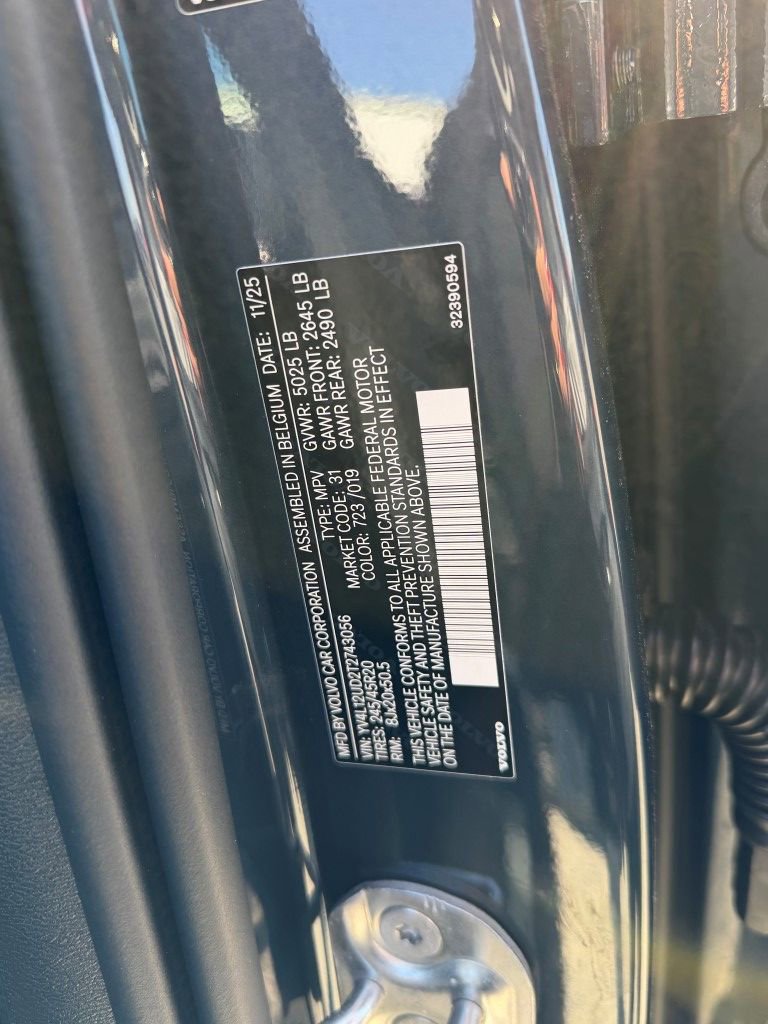 MFD BY VOLVO CAR CORPORATION ASSEMBLED IN BELGIUM DATE: 11/25
VIN: YV4L12UD2T2743056 TYPE: MPV GVWR: 5025 LB
TIRES: 245/45R20 MARKET CODE: 31 GAWR FRONT: 2645 LB
RIM: 8Jx20x50.5 COLOR: 723 /019 GAWR REAR: 2490 LB
THIS VEHICLE CONFORMS TO ALL APPLICABLE FEDERAL MOTOR
VEHICLE SAFETY AND THEFT PREVENTION STANDARDS IN EFFECT
ON THE DATE OF MANUFACTURE SHOWN ABOVE.
VOLVO 32390594